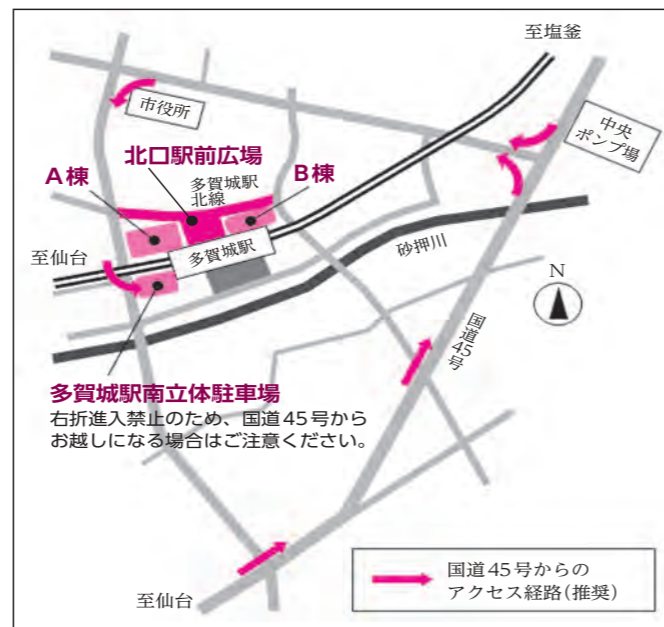 至塩釜
市役所
中央
ポンプ場
北口駅前広場
A棟
多賀城駅
北線
B棟
至仙台
多賀城駅
砂押川
N
国道45号
多賀城駅南立体駐車場
右折進入禁止のため、国道45号から
お越しになる場合はご注意ください。
至仙台
国道45号からの
アクセス経路(推奨)